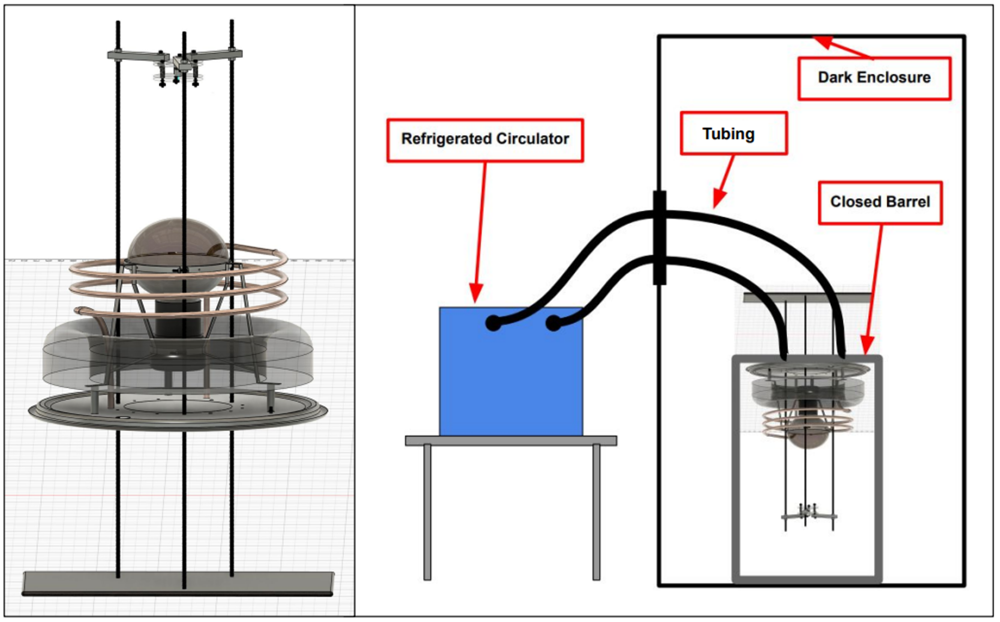 Dark Enclosure
Tubing
Refrigerated Circulator
Closed Barrel